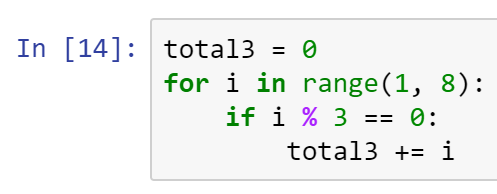 In [14]: total3 = 0
for i in range(1, 8):
    if i % 3 == 0:
        total3 += i